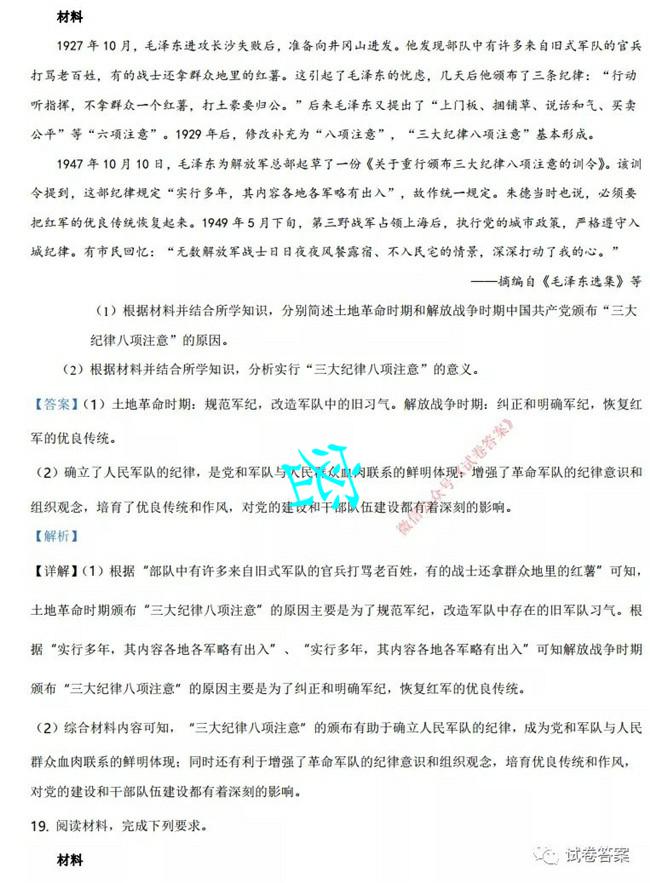 材料
1927 年 10 月，毛泽东进攻长沙失败后，准备向井冈山进发。他发现部队中有许多来自旧式军队的官兵
打骂老百姓，有的战士还拿群众地里的红薯。这引起了毛泽东的忧虑，几天后他颁布了三条纪律：“行动
听指挥，不拿群众一个红薯，打土豪要归公。”后来毛泽东又提出了“上门板、捆铺草、说话和气、买卖
公平”等“六项注意”。1929 年后，修改补充为“八项注意”，“三大纪律八项注意”基本形成。
1947 年 10 月 10 日，毛泽东为解放军总部起草了一份《关于重行颁布三大纪律八项注意的训令》。该训
令提到，这部纪律规定“实行多年，其内容各地各军略有出入”，故作统一规定。朱德当时也说，必须要
把红军的优良传统恢复起来。1949 年 5 月下旬，第三野战军占领上海后，执行党的城市政策，严格遵守入
城纪律。有市民回忆：“无数解放军战士日日夜夜风餐露宿、不入民宅的情景，深深打动了我的心。”
——摘编自《毛泽东选集》等
（1）根据材料并结合所学知识，分别简述土地革命时期和解放战争时期中国共产党颁布“三大
纪律八项注意”的原因。
（2）根据材料并结合所学知识，分析实行“三大纪律八项注意”的意义。
【答案】（1）土地革命时期：规范军纪，改造军队中的旧习气。解放战争时期：纠正和明确军纪，恢复红
军的优良传统。
（2）确立了人民军队的纪律，是党和军队与人民群众血肉联系的鲜明体现；增强了革命军队的纪律意识和
组织观念，培育了优良传统和作风，对党的建设和干部队伍建设都有着深刻的影响。
微信公众号《试卷答案》
【解析】
【详解】（1）根据“部队中有许多来自旧式军队的官兵打骂老百姓，有的战士还拿群众地里的红薯”可知，
土地革命时期颁布“三大纪律八项注意”的原因主要是为了规范军纪，改造军队中存在的旧军队习气。根
据“实行多年，其内容各地各军略有出入”、“实行多年，其内容各地各军略有出入”可知解放战争时期
颁布“三大纪律八项注意”的原因主要是为了纠正和明确军纪，恢复红军的优良传统。
（2）综合材料内容可知，“三大纪律八项注意”的颁布有助于确立人民军队的纪律，成为党和军队与人民
群众血肉联系的鲜明体现；同时还有利于增强了革命军队的纪律意识和组织观念，培育优良传统和作风，
对党的建设和干部队伍建设都有着深刻的影响。
19. 阅读材料，完成下列要求。
材料
试卷答案